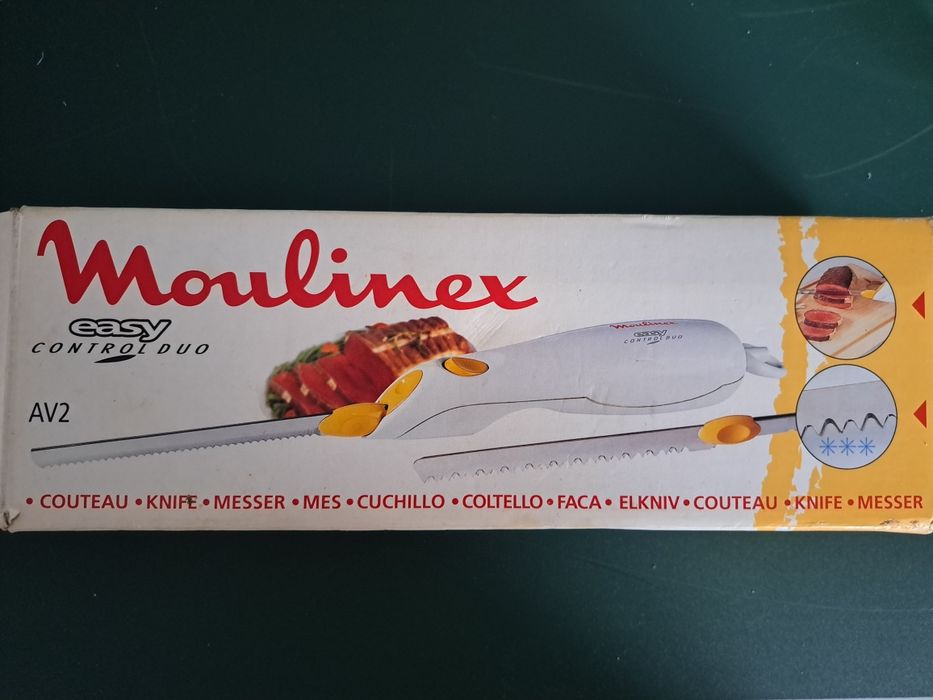 Moulinex
easy
CONTROL DUO
AV2
Moulinex
easy
CONTROL DUO
• COUTEAU • KNIFE • MESSER • MES • CUCHILLO • COLTELLO • FACA • ELKNIV • COUTEAU • KNIFE • MESSER